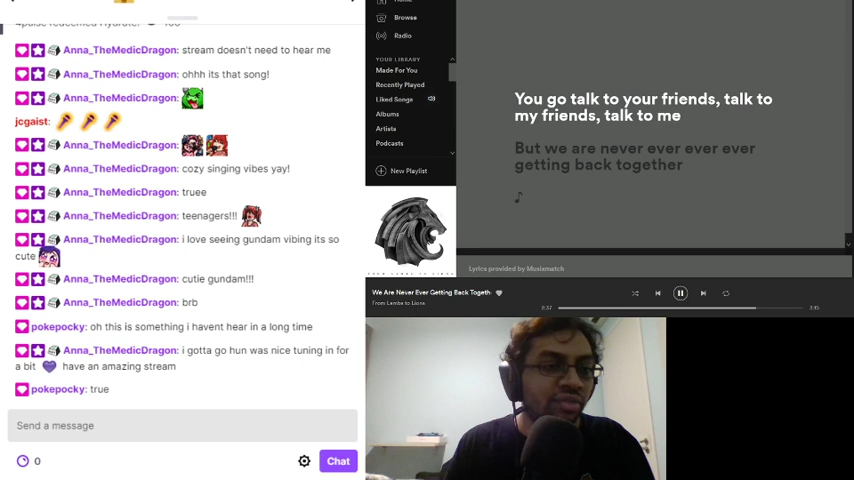 Anna_TheMedicDragon: stream doesn't need to hear me
Anna_TheMedicDragon: ohhh its that song!
Anna_TheMedicDragon:
jcgaist:
Anna_TheMedicDragon:
Anna_TheMedicDragon: cozy singing vibes yay!
Anna_TheMedicDragon: truee
Anna_TheMedicDragon: teenagers!!!
Anna_TheMedicDragon: i love seeing gundam vibing its so
cute
Anna_TheMedicDragon: cutie gundam!!!
Anna_TheMedicDragon: brb
pokepocky: oh this is something i havent hear in a long time
Anna_TheMedicDragon: i gotta go hun was nice tuning in for
a bit have an amazing stream
pokepocky: true
Send a message
0
Chat
Browse
Radio
YOUR LIBRARY
Made For You
Recently Played
Liked Songs
Albums
Artists
Podcasts
New Playlist
You go talk to your friends, talk to
my friends, talk to me
But we are never ever ever ever
getting back together
♪
Lyrics provided by Musixmatch
We Are Never Ever Getting Back Togeth
From Lambs to Lions
3:45